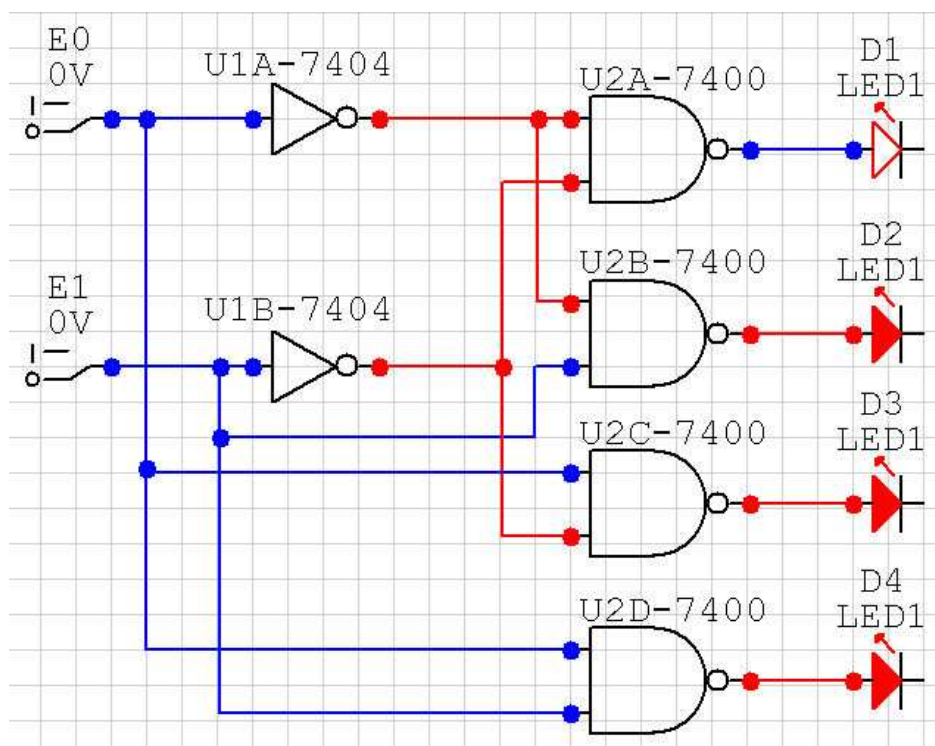 E0
0V
U1A-7404
U2A-7400
D1
LED1
E1
0V
U1B-7404
U2B-7400
D2
LED1
U2C-7400
D3
LED1
U2D-7400
D4
LED1